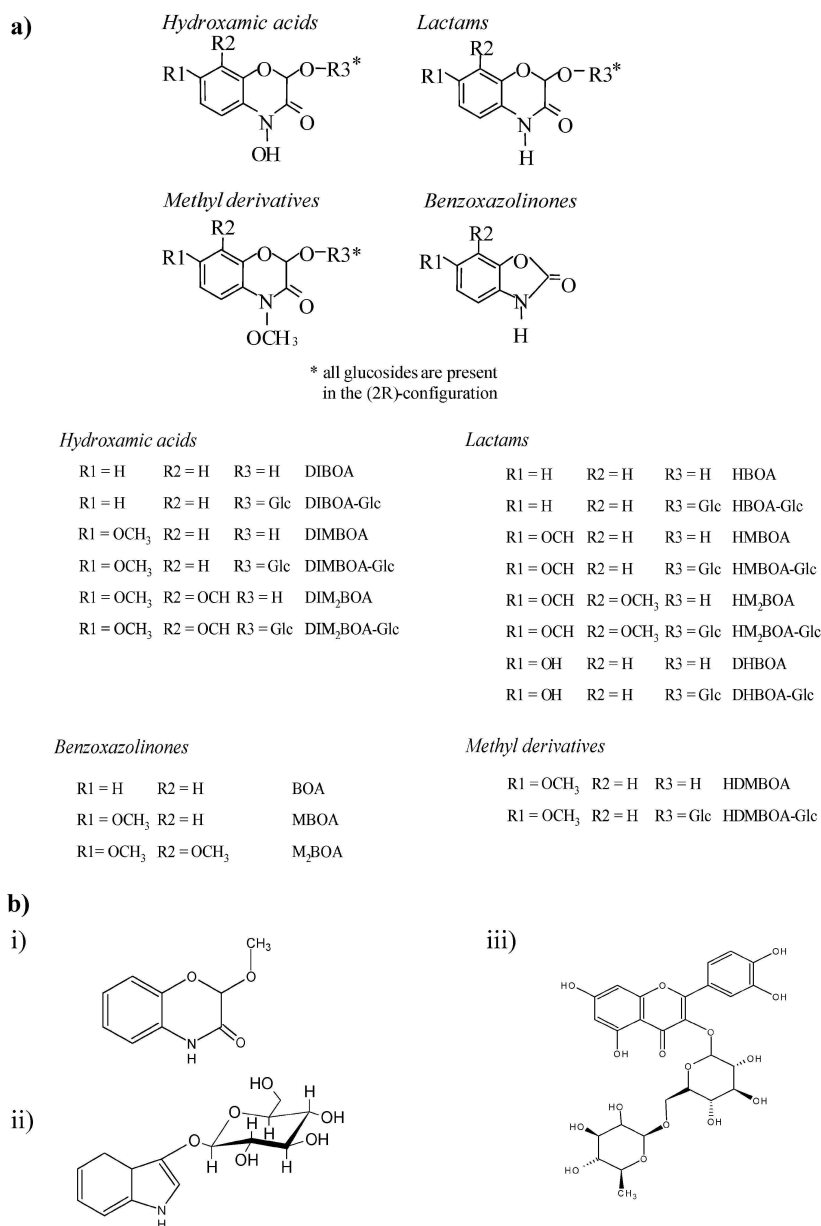 a)
Hydroxamic acids
R2
R1
O
O
R3*
N
O
OH
Lactams
R2
R1
O
O
R3*
N
O
H
Methyl derivatives
R2
R1
O
O
R3*
N
O
OCH3
Benzoxazolinones
R2
R1
O
O
N
H
* all glucosides are present
in the (2R)-configuration
Hydroxamic acids
R1 = H R2 = H R3 = H DIBOA
R1 = H R2 = H R3 = Glc DIBOA-Glc
R1 = OCH3 R2 = H R3 = H DIMBOA
R1 = OCH3 R2 = H R3 = Glc DIMBOA-Glc
R1 = OCH3 R2 = OCH R3 = H DIM2BOA
R1 = OCH3 R2 = OCH R3 = Glc DIM2BOA-Glc
Lactams
R1 = H R2 = H R3 = H HBOA
R1 = H R2 = H R3 = Glc HBOA-Glc
R1 = OCH R2 = H R3 = H HMBOA
R1 = OCH R2 = H R3 = Glc HMBOA-Glc
R1 = OCH R2 = OCH3 R3 = H HM2BOA
R1 = OCH R2 = OCH3 R3 = Glc HM2BOA-Glc
R1 = OH R2 = H R3 = H DHBOA
R1 = OH R2 = H R3 = Glc DHBOA-Glc
Benzoxazolinones
R1 = H R2 = H BOA
R1 = OCH3 R2 = H MBOA
R1= OCH3 R2 = OCH3 M2BOA
Methyl derivatives
R1 = OCH3 R2 = H R3 = H HDMBOA
R1 = OCH3 R2 = H R3 = Glc HDMBOA-Glc
b)
i)
CH3
O
O
N
H
O
ii)
HO
H
O
H
OH
HO
O
H
H
OH
H
HO
N
H
iii)
OH
OH
HO
O
O
OH
O
O
OH
OH
OH
O
OH
HO
HO
O
CH3